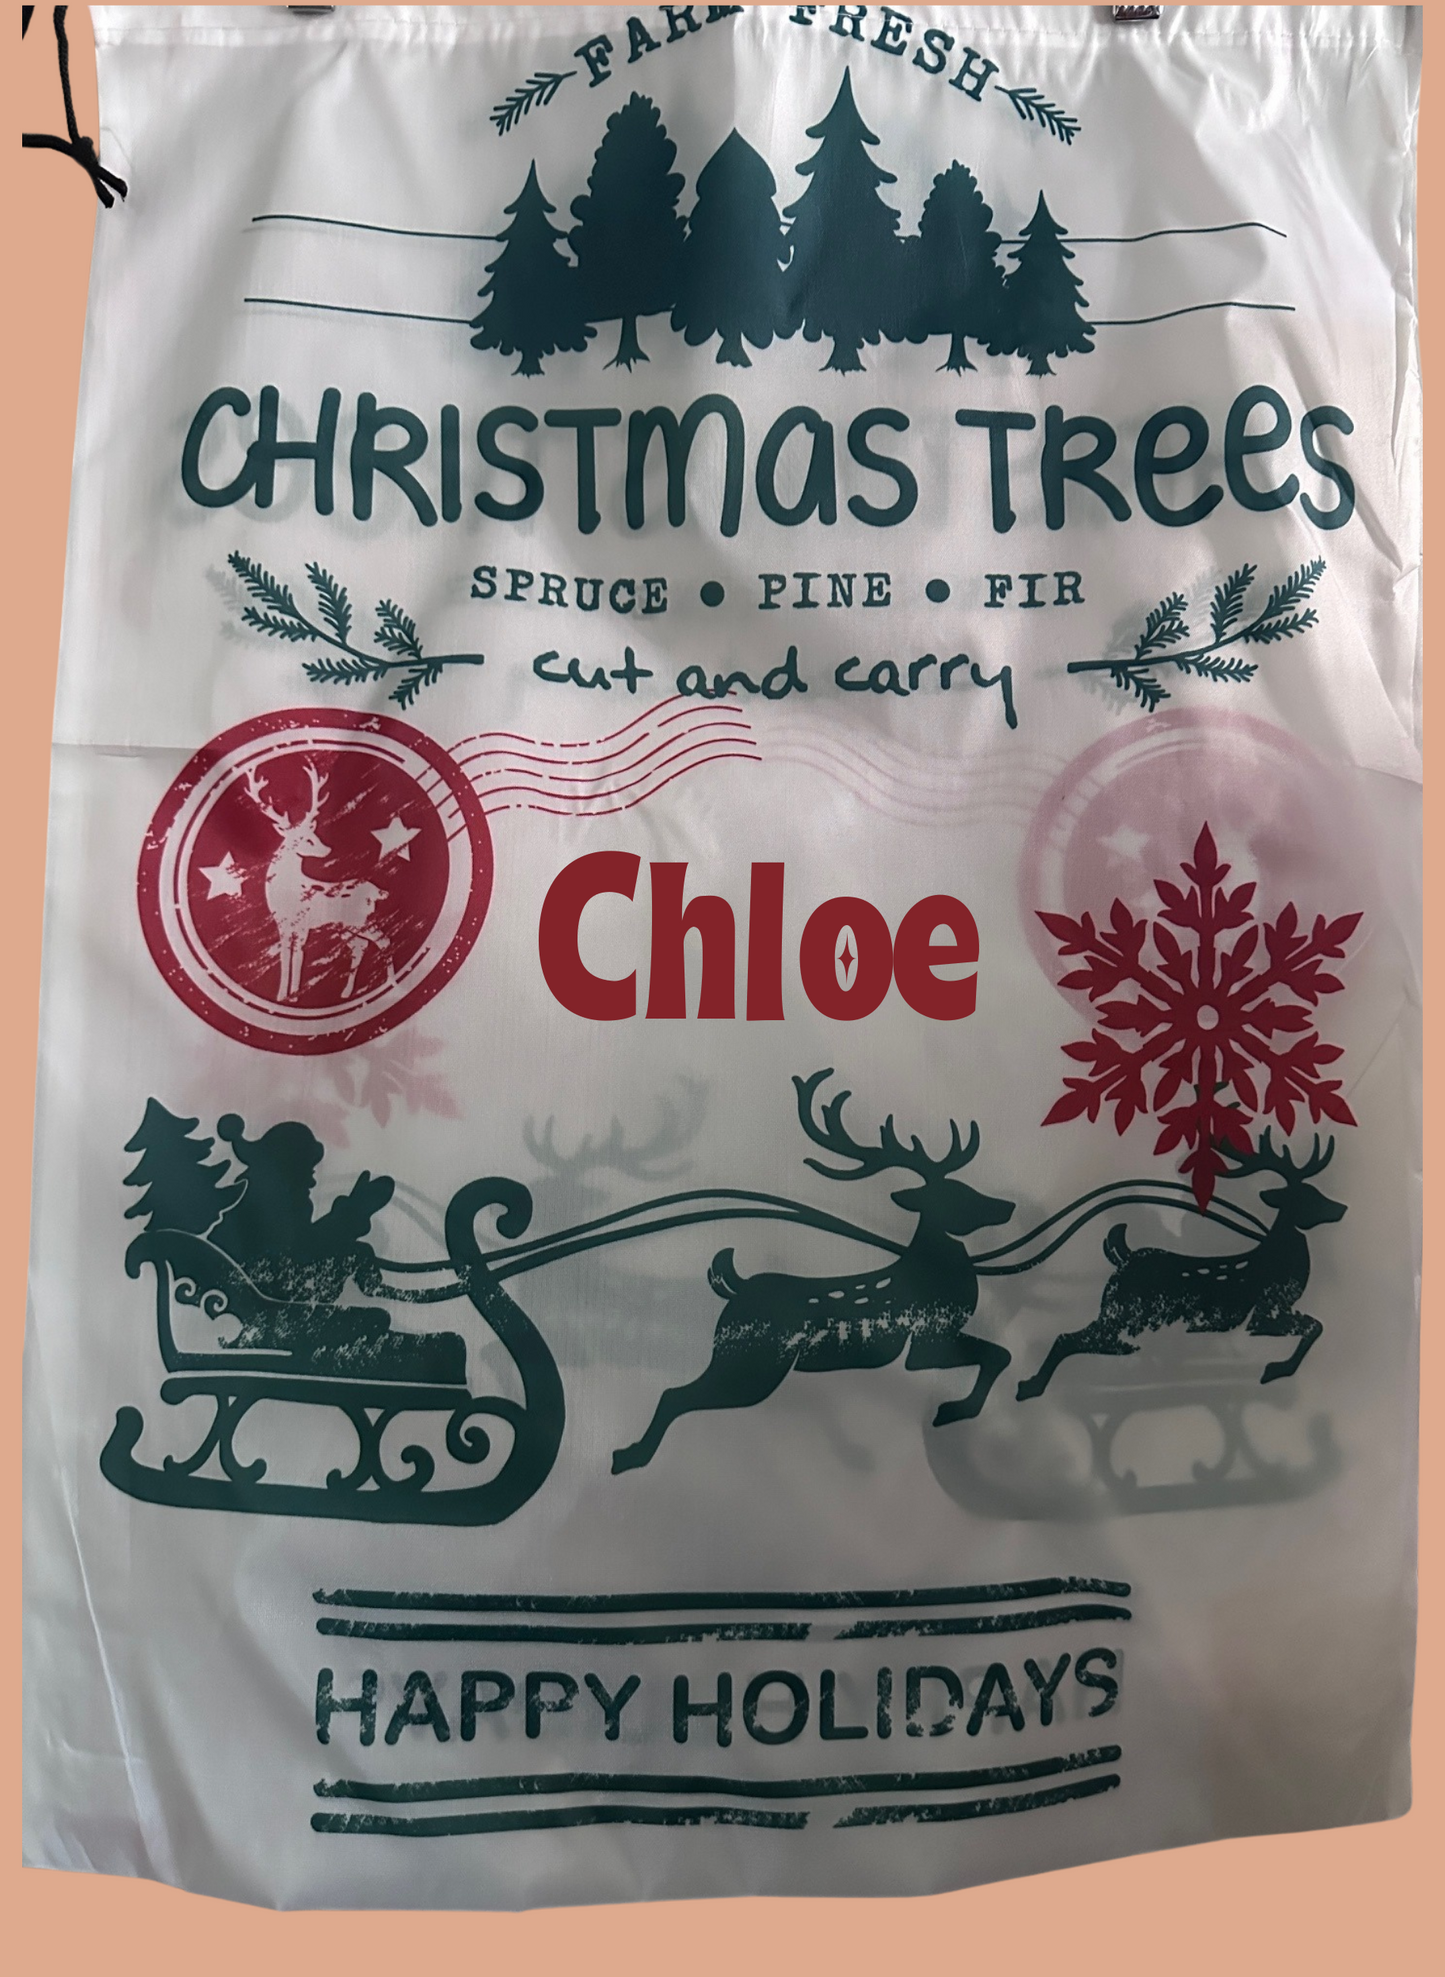 FARM FRESH
CHRISTMAS TREES
SPRUCE • PINE • FIR
cut and carry
Chloe
HAPPY HOLIDAYS